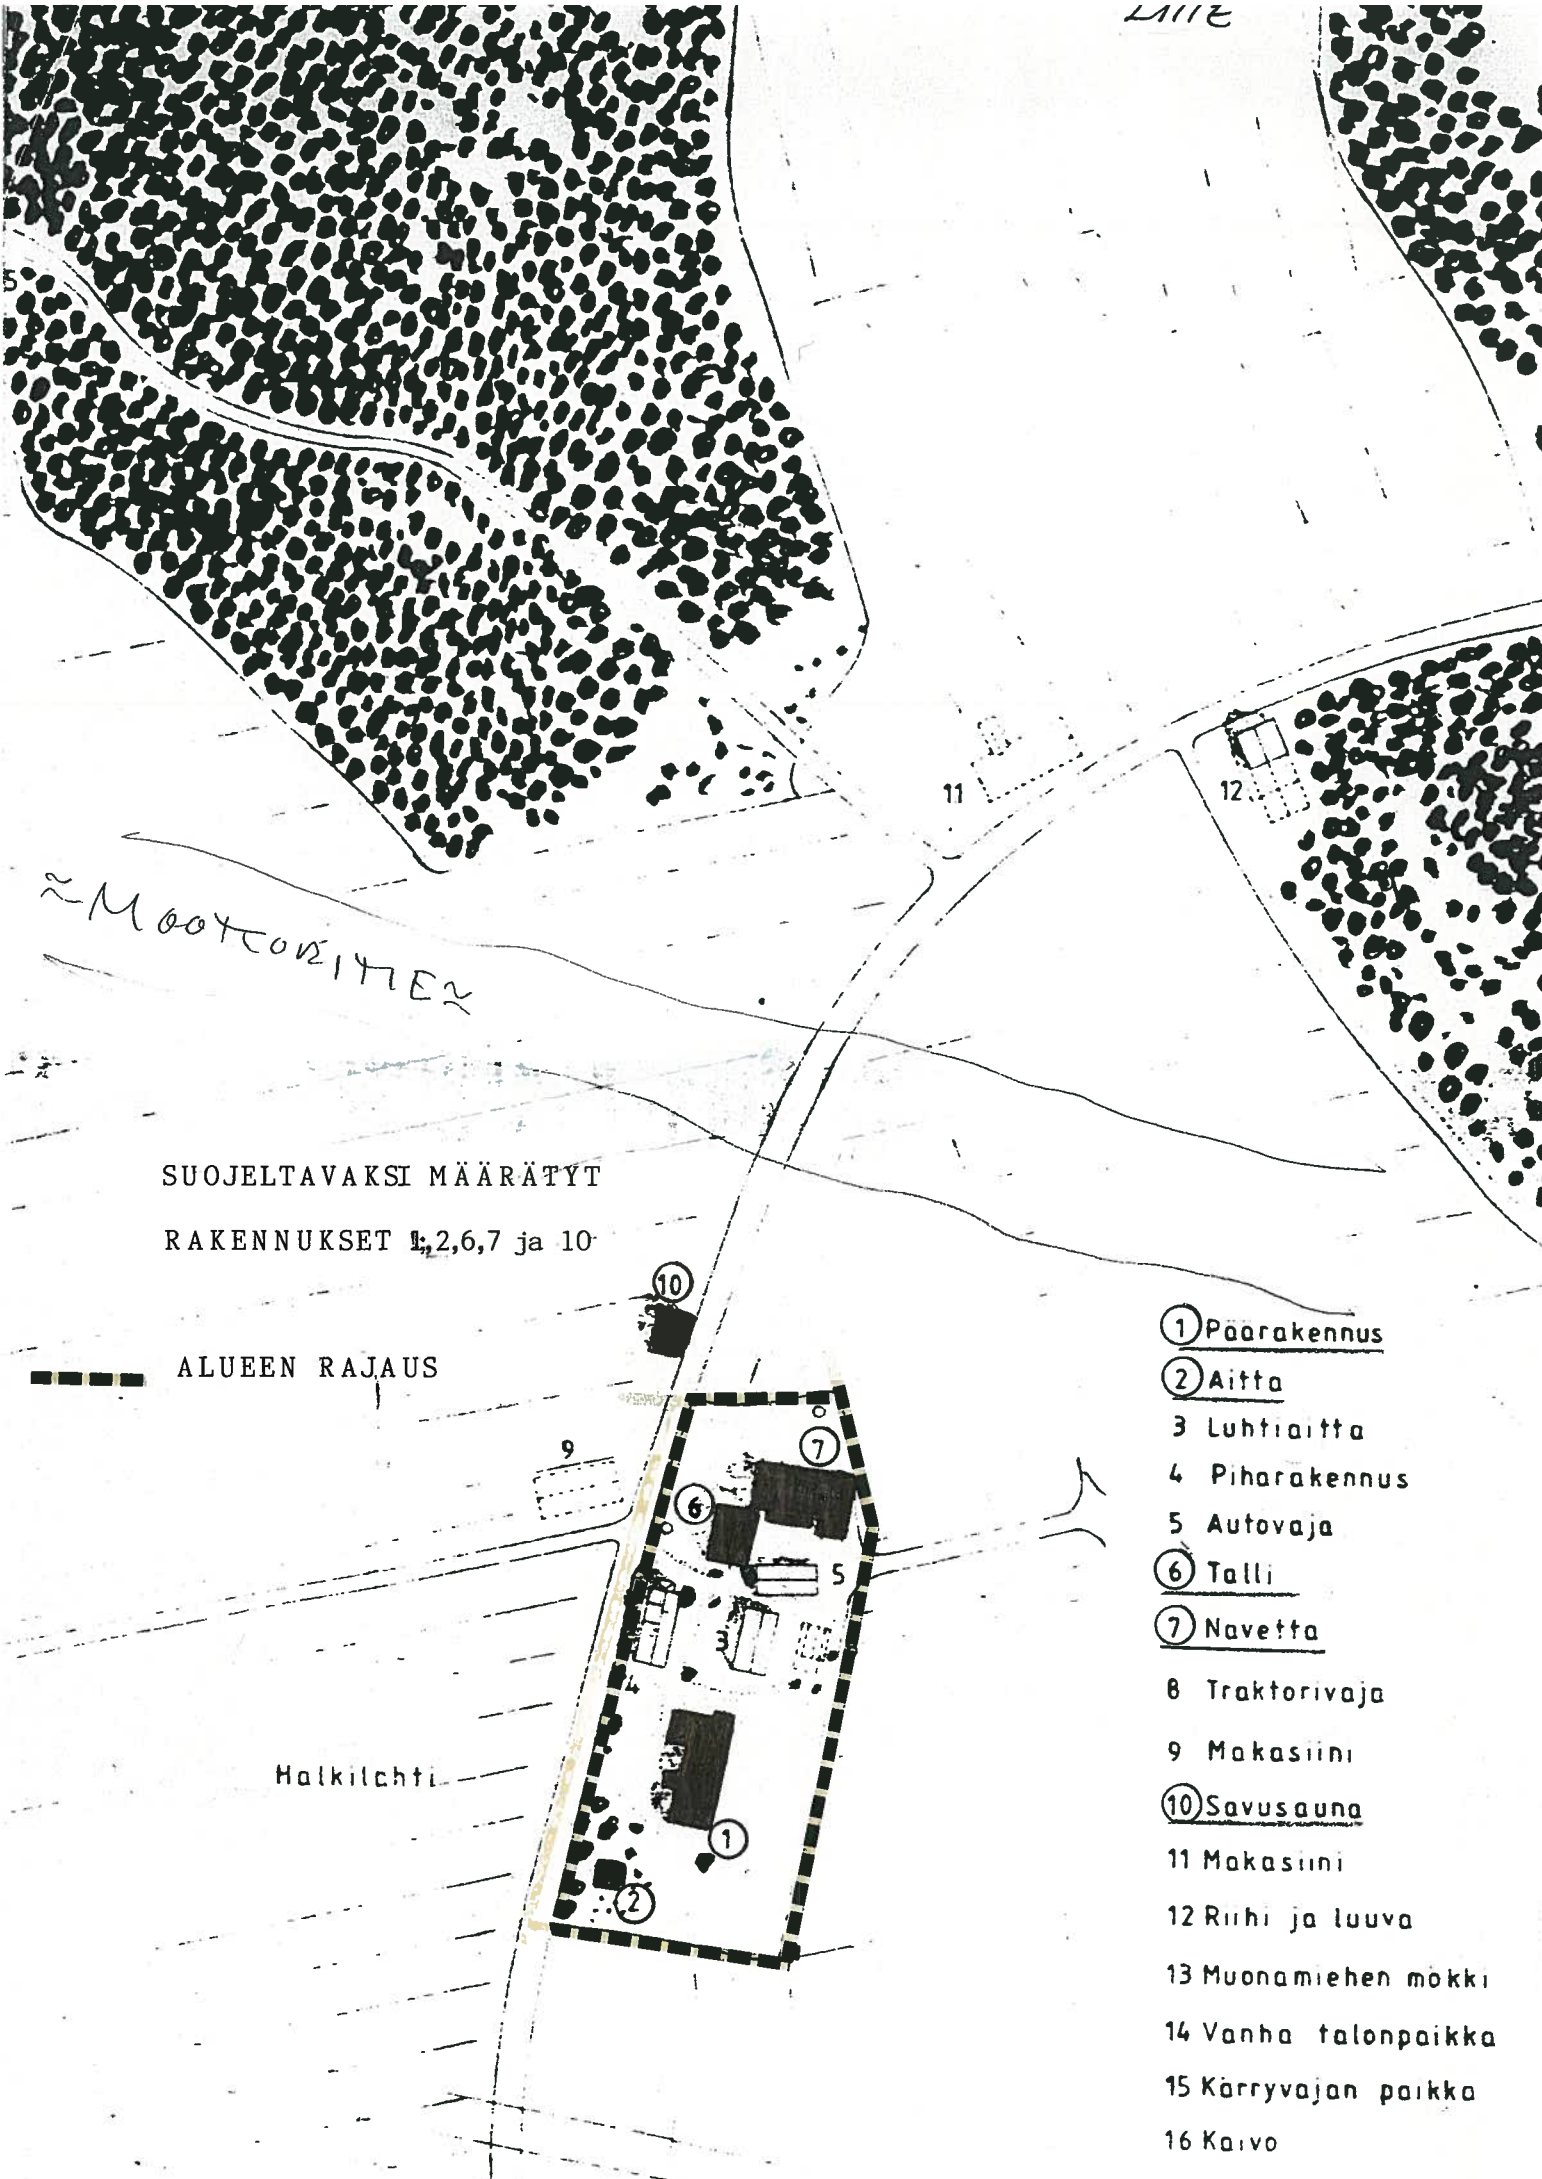 LIITE
5
11
12
≈MOOTTORITIE≈
SUOJELTAVAKSI MÄÄRÄTYT
RAKENNUKSET 1,2,6,7 ja 10
10
ALUEEN RAJAUS
7
9
6
5
3
4
Halkilahti
1
2
1 Päärakennus
2 Aitta
3 Luhtiaitta
4 Piharakennus
5 Autovaja
6 Talli
7 Navetta
8 Traktorivaja
9 Makasiini
10 Savusauna
11 Makasiini
12 Riihi ja luuva
13 Muonamiehen mökki
14 Vanha talonpaikka
15 Kärryvajan paikka
16 Kaivo